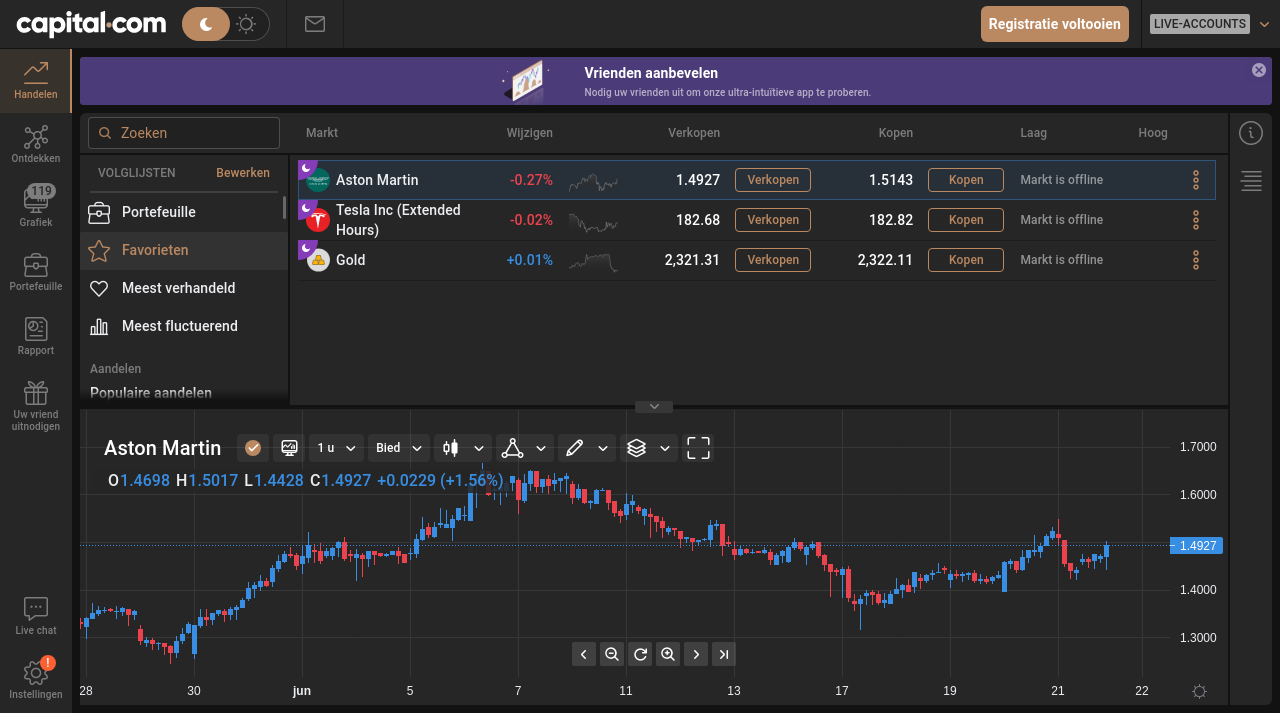 capital.com
Registratie voltooien
LIVE-ACCOUNTS
Handelen
Ontdekken
119
Grafiek
Portefeuille
Rapport
Uw vriend
uitnodigen
Live chat
!
Instellingen
Vrienden aanbevelen
Nodig uw vrienden uit om onze ultra-intuïtieve app te proberen.
Zoeken
Markt Wijzigen Verkopen Kopen Laag Hoog
VOLGLIJSTEN Bewerken
Portefeuille
Favorieten
Meest verhandeld
Meest fluctuerend
Aandelen
Populaire aandelen
Aston Martin -0.27% 1.4927 Verkopen 1.5143 Kopen Markt is offline
Tesla Inc (Extended
Hours) -0.02% 182.68 Verkopen 182.82 Kopen Markt is offline
Gold +0.01% 2,321.31 Verkopen 2,322.11 Kopen Markt is offline
Aston Martin 1 u Bied
O1.4698 H1.5017 L1.4428 C1.4927 +0.0229 (+1.56%)
1.7000
1.6000
1.4927
1.4000
1.3000
28 30 jun 5 7 11 13 17 19 21 22